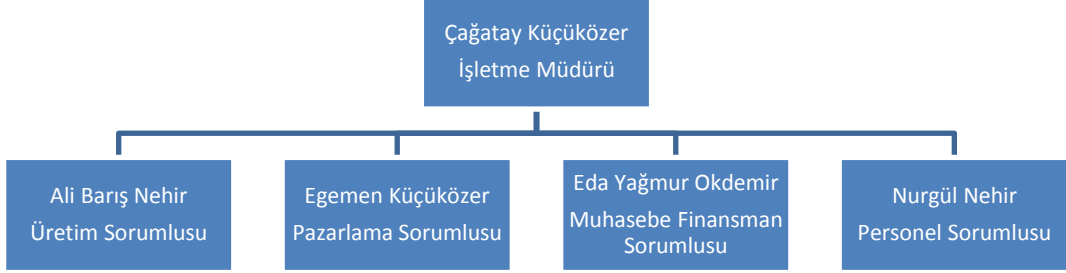 Çağatay Küçüközer
İşletme Müdürü
Ali Barış Nehir
Üretim Sorumlusu
Egemen Küçüközer
Pazarlama Sorumlusu
Eda Yağmur Okdemir
Muhasebe Finansman
Sorumlusu
Nurgül Nehir
Personel Sorumlusu